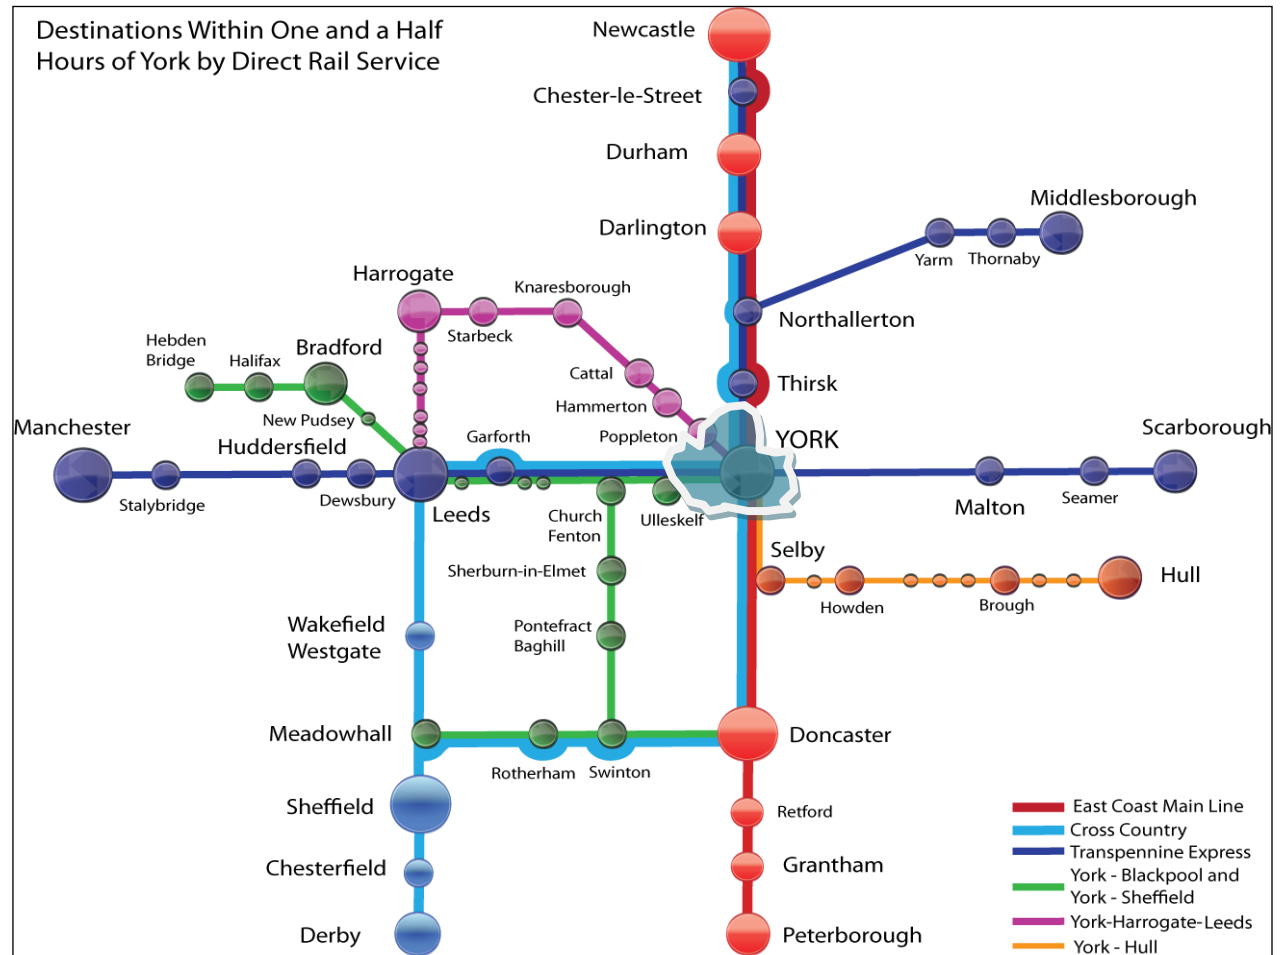 Destinations Within One and a Half
Hours of York by Direct Rail Service
Newcastle
Chester-le-Street
Durham
Darlington
Middlesborough
Yarm
Thornaby
Northallerton
Thirsk
Harrogate
Starbeck
Knaresborough
Cattal
Hammerton
Poppleton
YORK
Hebden
Bridge
Halifax
Bradford
New Pudsey
Manchester
Stalybridge
Huddersfield
Dewsbury
Leeds
Garforth
Church
Fenton
Ulleskelf
Scarborough
Malton
Seamer
Selby
Howden
Brough
Hull
Sherburn-in-Elmet
Pontefract
Baghill
Wakefield
Westgate
Meadowhall
Rotherham
Swinton
Doncaster
Sheffield
Chesterfield
Derby
Retford
Grantham
Peterborough
East Coast Main Line
Cross Country
Transpennine Express
York - Blackpool and
York - Sheffield
York-Harrogate-Leeds
York - Hull